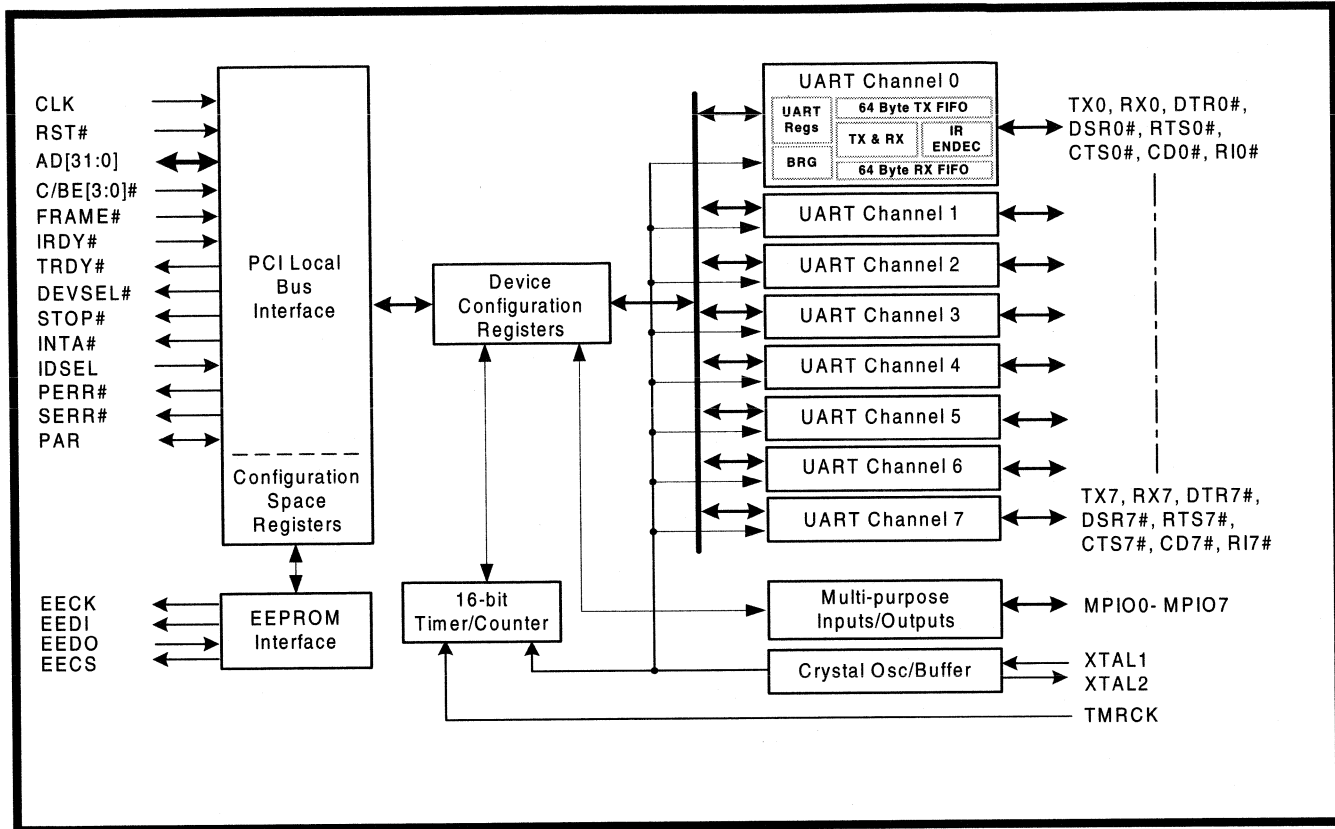 CLK
RST#
AD[31:0]
C/BE[3:0]#
FRAME#
IRDY#
TRDY#
DEVSEL#
STOP#
INTA#
IDSEL
PERR#
SERR#
PAR
EECK
EEDI
EEDO
EECS
PCI Local
Bus
Interface
Configuration
Space
Registers
EEPROM
Interface
Device
Configuration
Registers
16-bit
Timer/Counter
UART Channel 0
UART
Regs
BRG
64 Byte TX FIFO
TX & RX
IR
ENDEC
64 Byte RX FIFO
UART Channel 1
UART Channel 2
UART Channel 3
UART Channel 4
UART Channel 5
UART Channel 6
UART Channel 7
Multi-purpose
Inputs/Outputs
Crystal Osc/Buffer
TX0, RX0, DTR0#,
DSR0#, RTS0#,
CTS0#, CD0#, RI0#
TX7, RX7, DTR7#,
DSR7#, RTS7#,
CTS7#, CD7#, RI7#
MPIO0- MPIO7
XTAL1
XTAL2
TMRCK